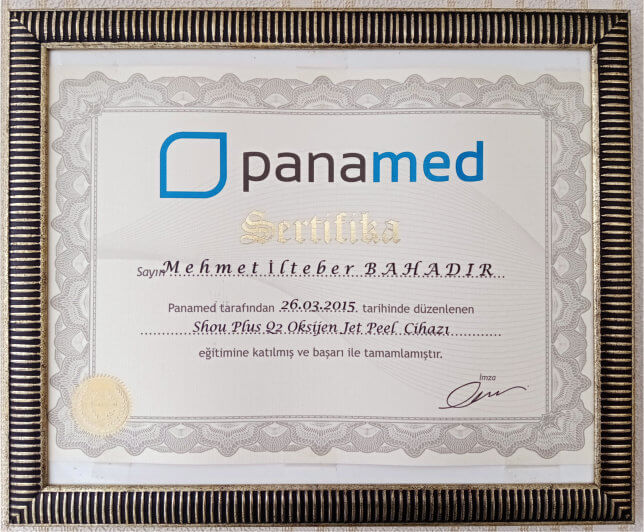 panamed
Sertifika
Sayın Mehmet İlteber BAHADIR
Panamed tarafından 26.03.2015 tarihinde düzenlenen
Shou Plus Q2 Oksijen Jet Peel Cihazı
eğitimine katılmış ve başarı ile tamamlamıştır.
İmza